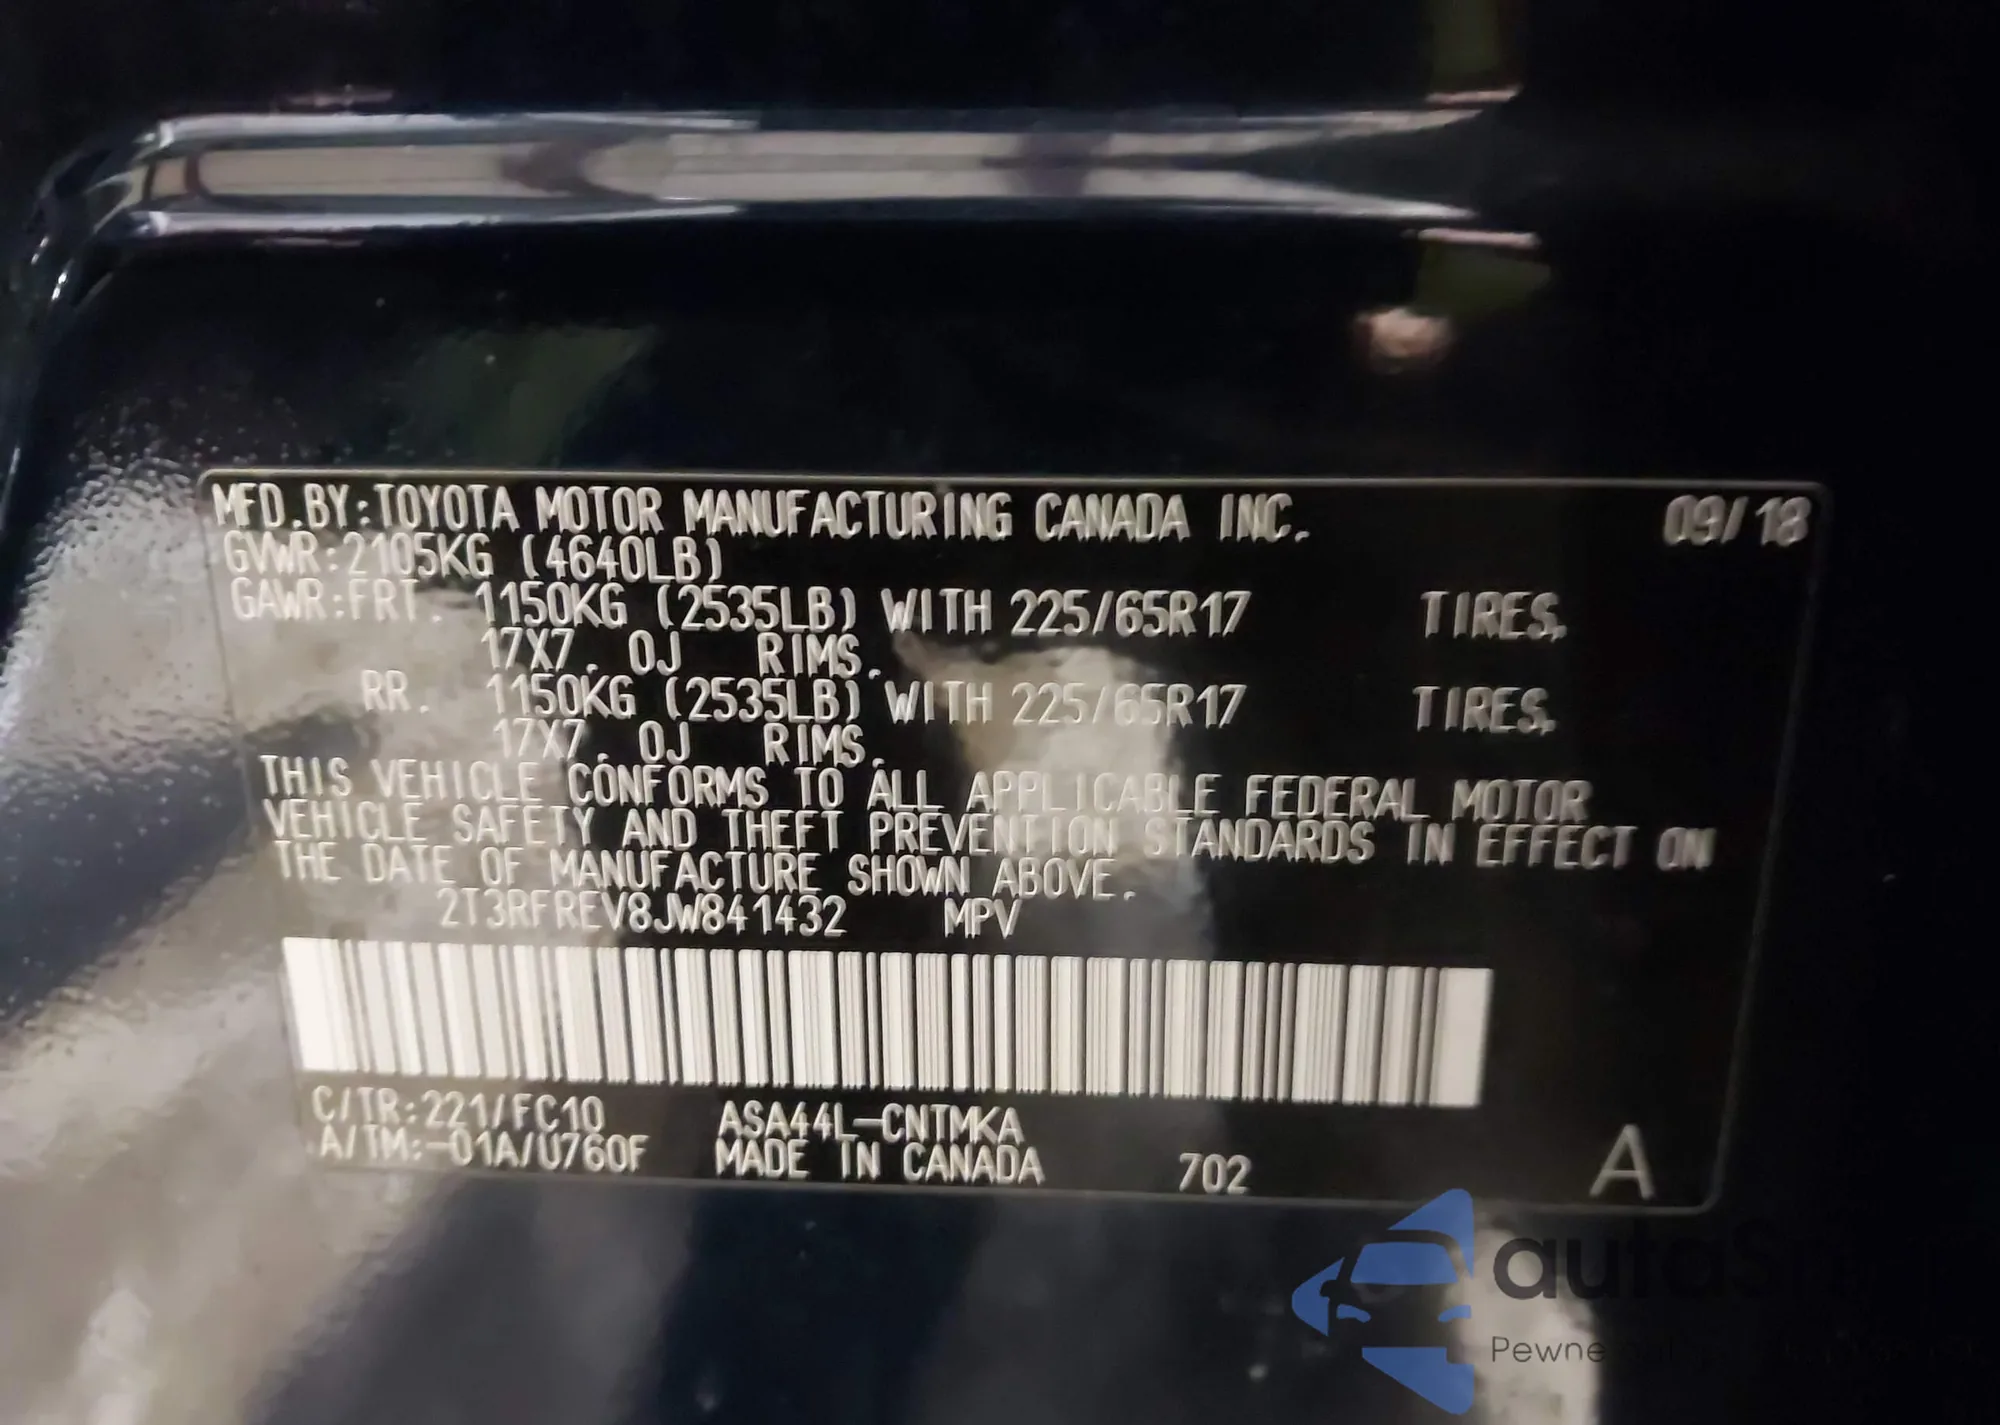 MFD.BY:TOYOTA MOTOR MANUFACTURING CANADA INC. 09/18
GVWR:2105KG (4640LB)
GAWR:FRT. 1150KG (2535LB) WITH 225/65R17 TIRES,
17X7. 0J RIMS.
RR. 1150KG (2535LB) WITH 225/65R17 TIRES,
17X7. 0J RIMS.
THIS VEHICLE CONFORMS TO ALL APPLICABLE FEDERAL MOTOR
VEHICLE SAFETY AND THEFT PREVENTION STANDARDS IN EFFECT ON
THE DATE OF MANUFACTURE SHOWN ABOVE.
2T3RFREV8JW841432 MPV
C/TR:221/FC10 ASA44L-CNTMKA
A/TM:-01A/U760F MADE IN CANADA 702 A
Pewne